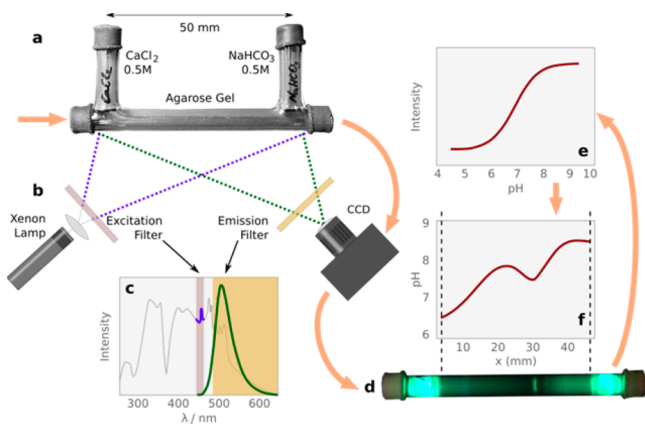 a
50 mm
CaCl2
0.5M
NaHCO3
0.5M
CaCl2
NaHCO3
Agarose Gel
b
Xenon
Lamp
Excitation
Filter
Emission
Filter
CCD
c
Intensity
300 400 500 600
λ / nm
d
Intensity
e
4 5 6 7 8 9 10
pH
9
8
7
6
pH
f
10 20 30 40
x (mm)